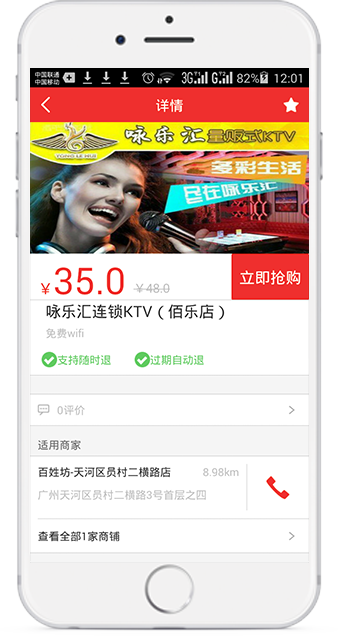 中国联通
中国移动
3G
G
82%
12:01
详情
YONG LE HUI
咏乐汇量贩式KTV
多彩生活
尽在咏乐汇
¥35.0 ¥48.0
立即抢购
咏乐汇连锁KTV（佰乐店）
免费wifi
支持随时退 过期自动退
0评价
适用商家
百姓坊-天河区员村二横路店 8.98km
广州天河区员村二横路3号首层之四
查看全部1家商铺